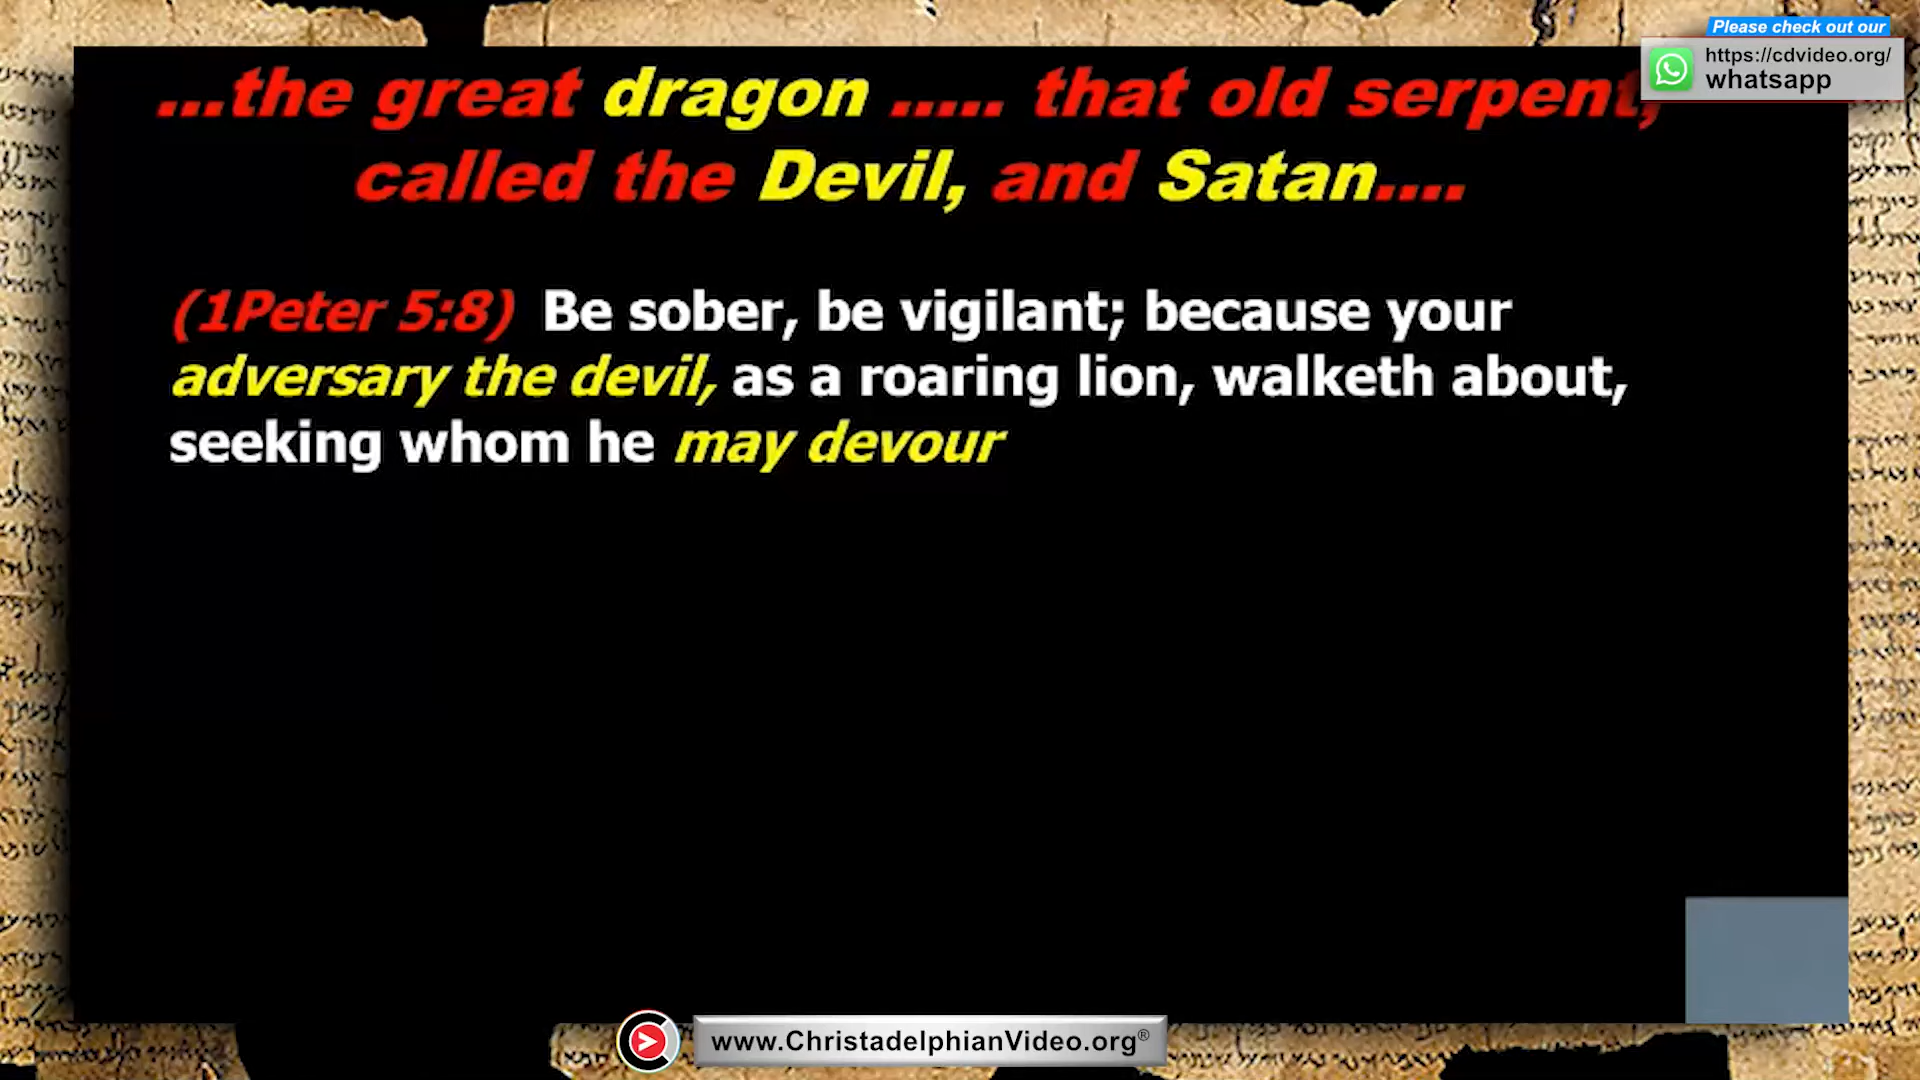 Please check out our
https://cdvideo.org/
whatsapp
...the great dragon ..... that old serpent,
called the Devil, and Satan....
(1Peter 5:8) Be sober, be vigilant; because your
adversary the devil, as a roaring lion, walketh about,
seeking whom he may devour
www.ChristadelphianVideo.org®